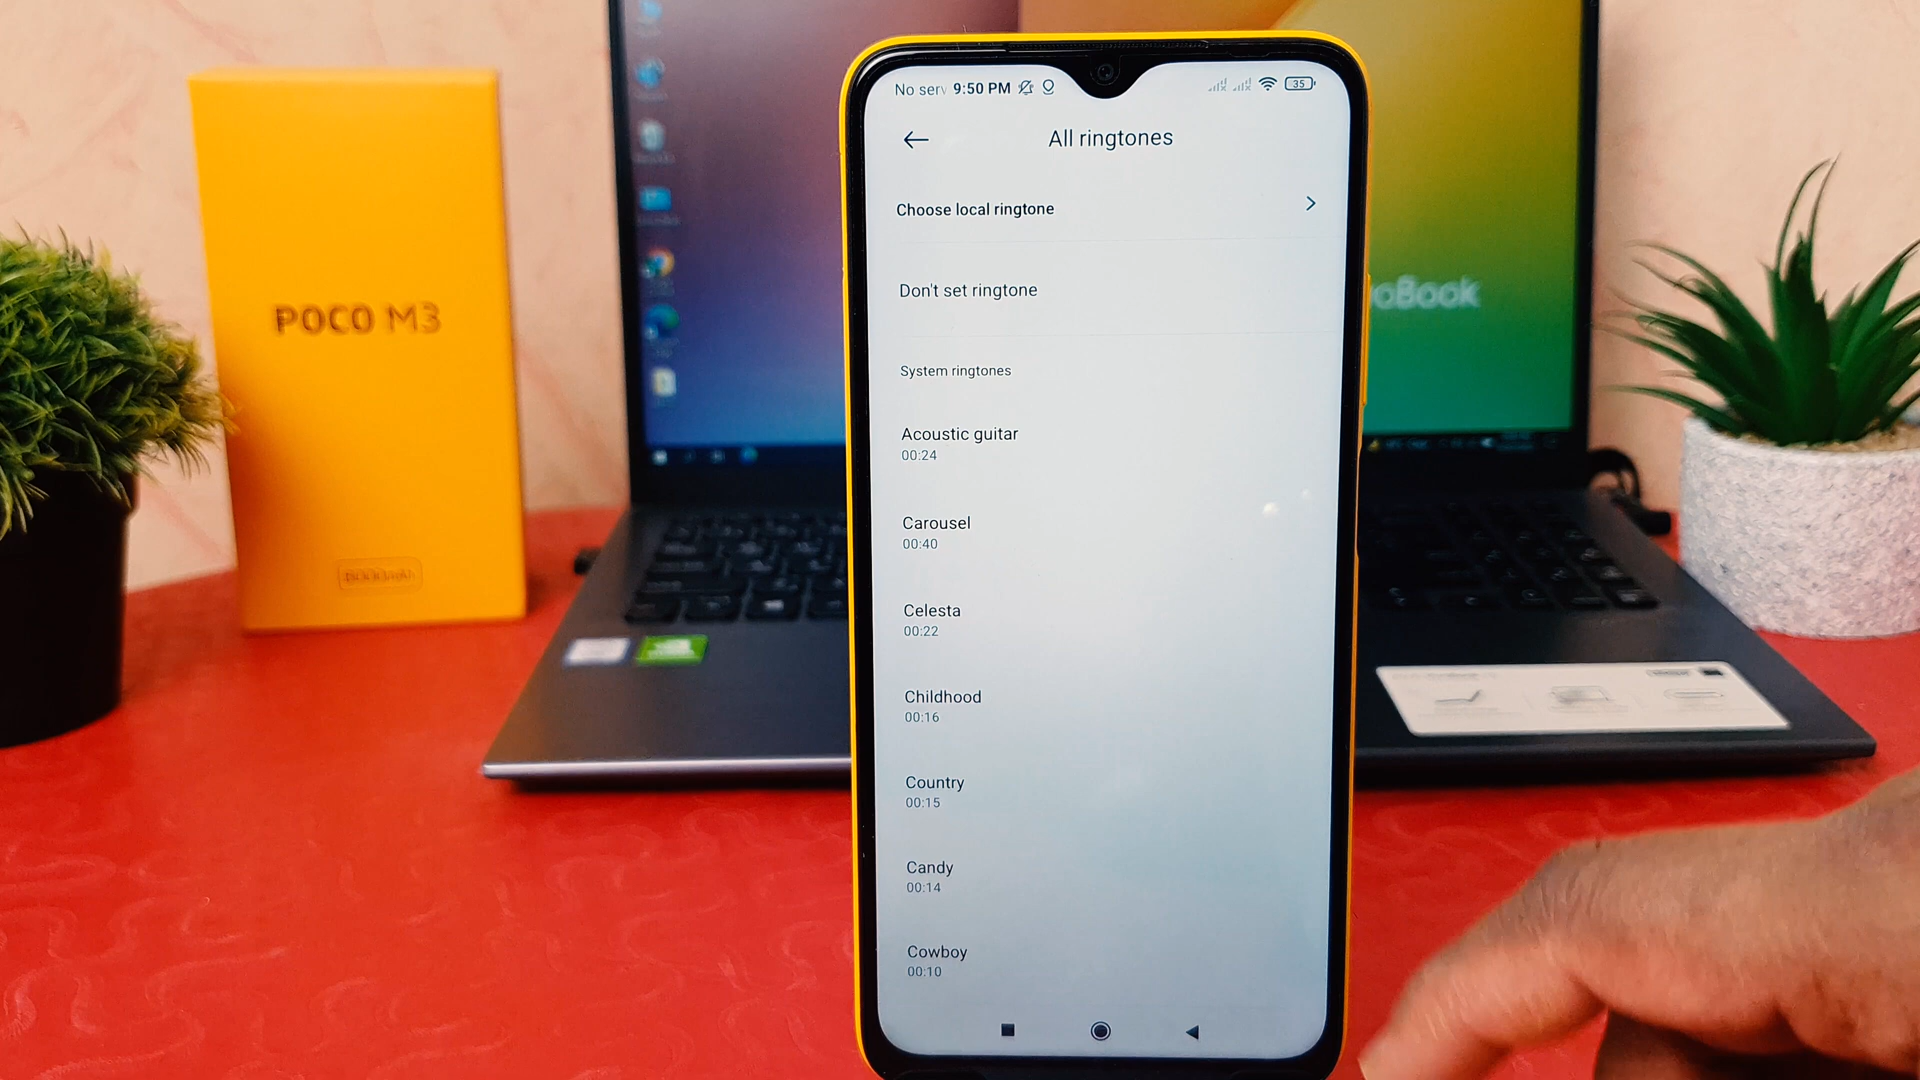 POCO M3
6000mAh
No serv 9:50 PM
35
All ringtones
Choose local ringtone
Don't set ringtone
System ringtones
Acoustic guitar
00:24
Carousel
00:40
Celesta
00:22
Childhood
00:16
Country
00:15
Candy
00:14
Cowboy
00:10
oBook